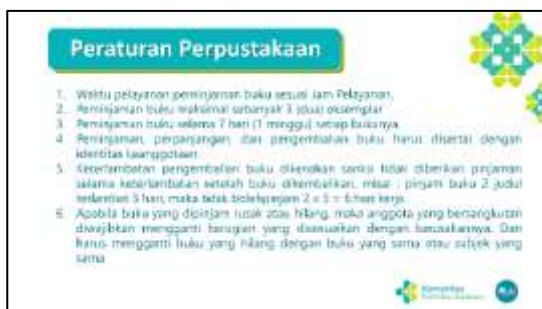 Peraturan Perpustakaan
1. Waktu pelayanan peminjaman buku sesuai Jam Pelayanan.
2. Peminjaman buku maksimal sebanyak 3 (dua) eksemplar
3. Peminjaman buku selama 7 hari (1 minggu) setiap bukunya
4. Peminjaman, perpanjangan, dan pengembalian buku harus disertai dengan
identitas keanggotaan
5. Keterlambatan pengembalian buku dikenakan sanksi tidak diberikan pinjaman
selama keterlambatan setelah buku dikembalikan, misal : pinjam buku 2 judul
terlambat 3 hari, maka tidak boleh pinjam 2 x 3 = 6 hari kerja.
6. Apabila buku yang dipinjam rusak atau hilang, maka anggota yang bersangkutan
diwajibkan mengganti kerugian yang disesuaikan dengan kerusakannya. Dan
harus mengganti buku yang hilang dengan buku yang sama atau subjek yang
sama
Kemenkes